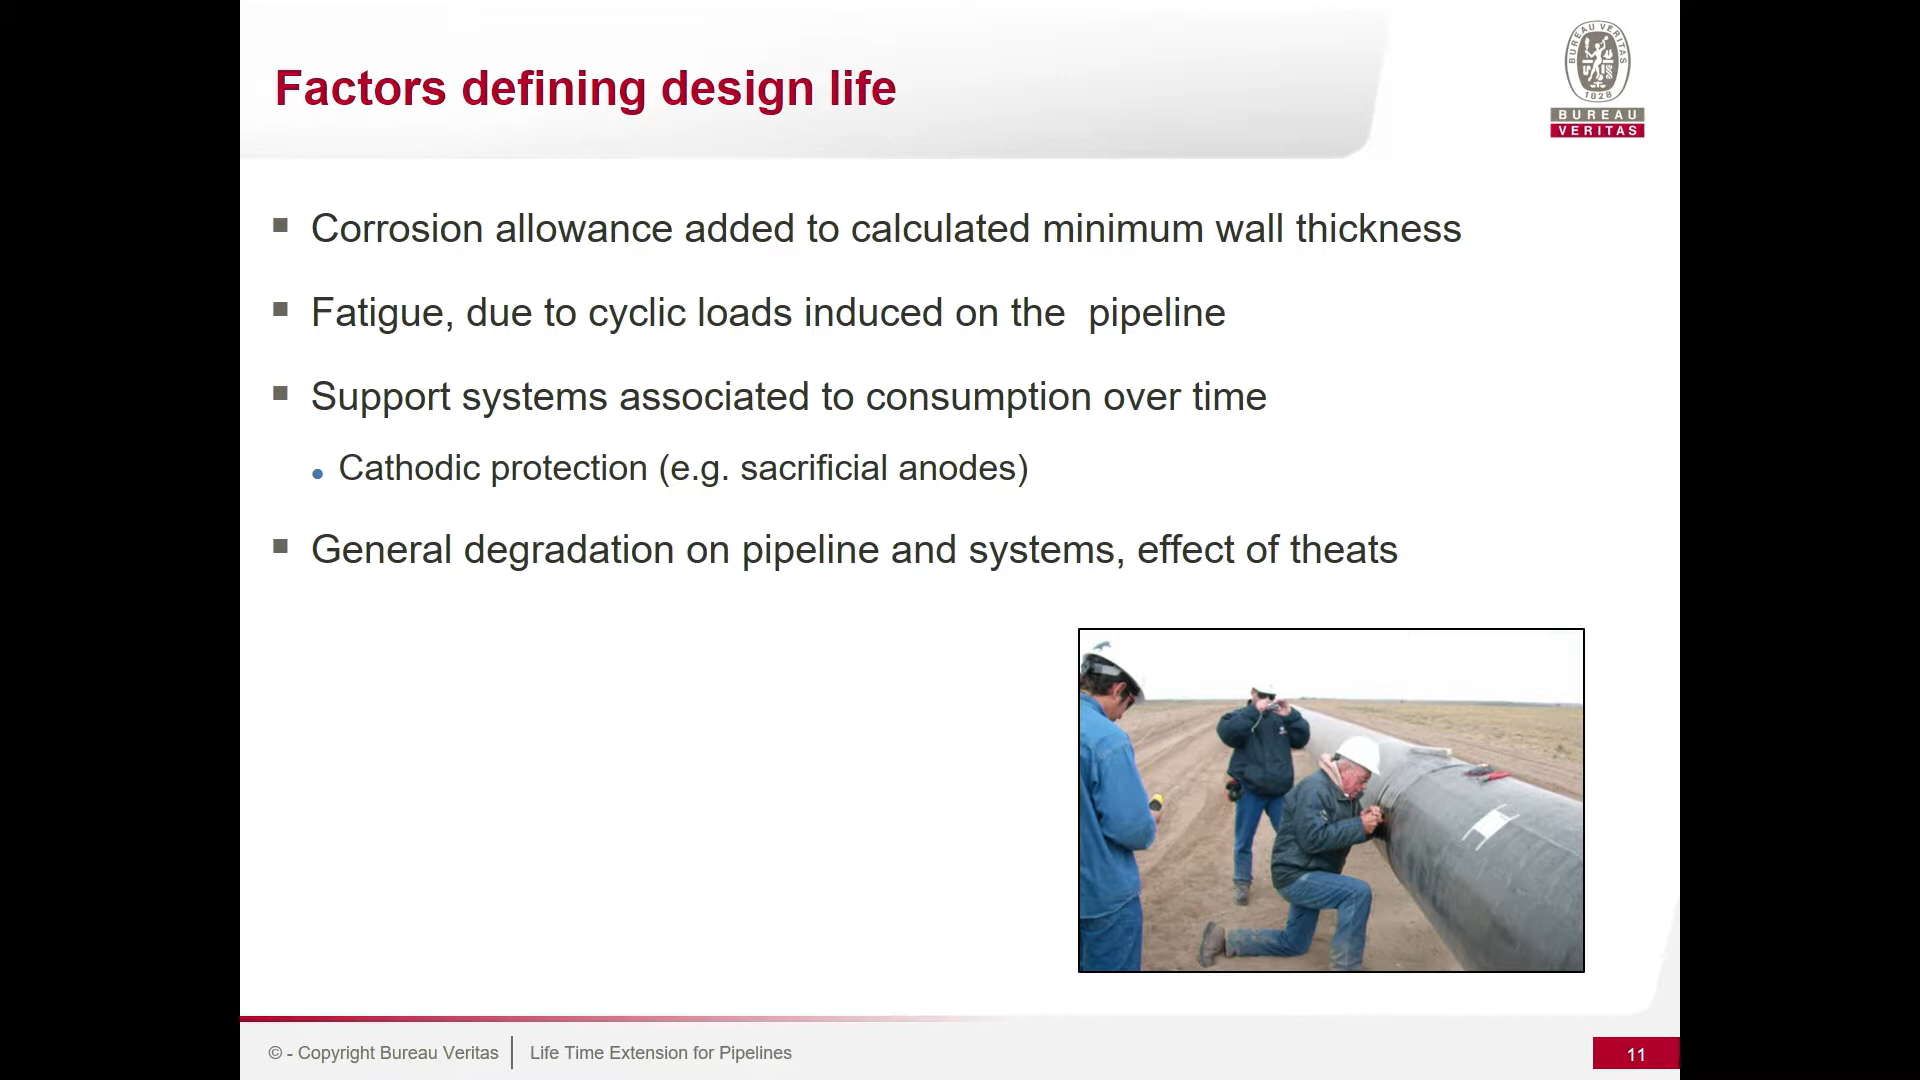 Factors defining design life
BUREAU VERITAS
1828
BUREAU
VERITAS
■ Corrosion allowance added to calculated minimum wall thickness
■ Fatigue, due to cyclic loads induced on the  pipeline
■ Support systems associated to consumption over time
• Cathodic protection (e.g. sacrificial anodes)
■ General degradation on pipeline and systems, effect of theats
© - Copyright Bureau Veritas | Life Time Extension for Pipelines
11